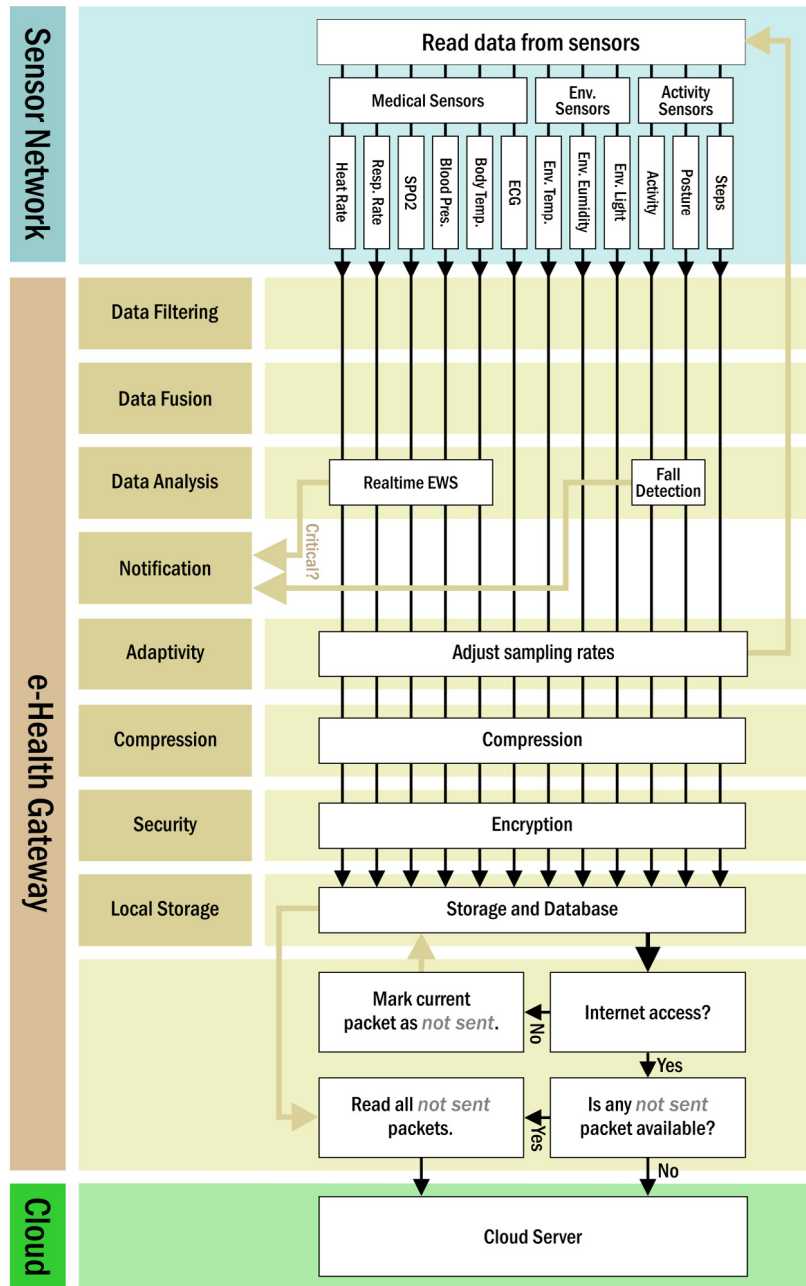 Sensor Network
Read data from sensors
Medical Sensors
Env.
Sensors
Activity
Sensors
Heat Rate
Resp. Rate
SPO2
Blood Pres.
Body Temp.
ECG
Env. Temp.
Env. Eumidity
Env. Light
Activity
Posture
Steps
e-Health Gateway
Data Filtering
Data Fusion
Data Analysis
Realtime EWS
Fall
Detection
Critical?
Notification
Adaptivity
Adjust sampling rates
Compression
Compression
Security
Encryption
Local Storage
Storage and Database
Mark current
packet as not sent.
No
Internet access?
Yes
Read all not sent
packets.
Yes
Is any not sent
packet available?
No
Cloud
Cloud Server